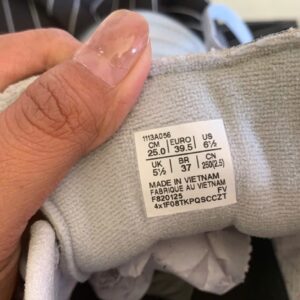 1113A056
CM EURO US
25.0 39.5 6½
UK BR CN
5½ 37 250(2.5)
MADE IN VIETNAM
FABRIQUE AU VIETNAM
F820125 FV
4x1F08TKPQSCCZT